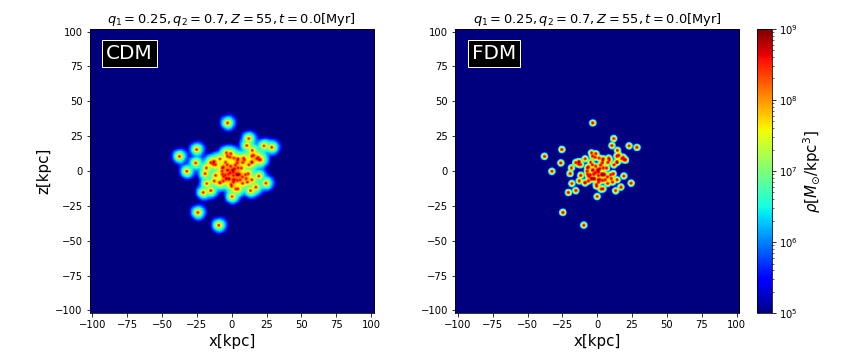 q₁ = 0.25, q₂ = 0.7, Z = 55, t = 0.0[Myr]
CDM
100
75
50
25
0
−25
−50
−75
−100
z[kpc]
−100 −75 −50 −25 0 25 50 75 100
x[kpc]
q₁ = 0.25, q₂ = 0.7, Z = 55, t = 0.0[Myr]
FDM
100
75
50
25
0
−25
−50
−75
−100
−100 −75 −50 −25 0 25 50 75 100
x[kpc]
10⁹
10⁸
10⁷
10⁶
10⁵
ρ[M☉/kpc³]